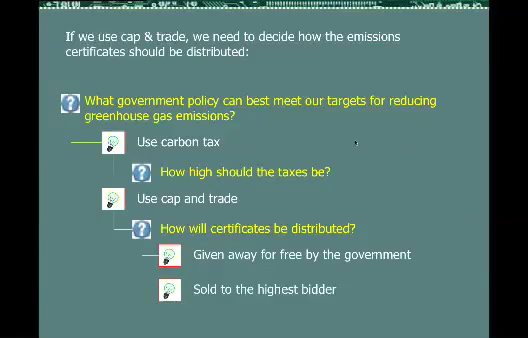 If we use cap & trade, we need to decide how the emissions
certificates should be distributed:
What government policy can best meet our targets for reducing
greenhouse gas emissions?
Use carbon tax
How high should the taxes be?
Use cap and trade
How will certificates be distributed?
Given away for free by the government
Sold to the highest bidder